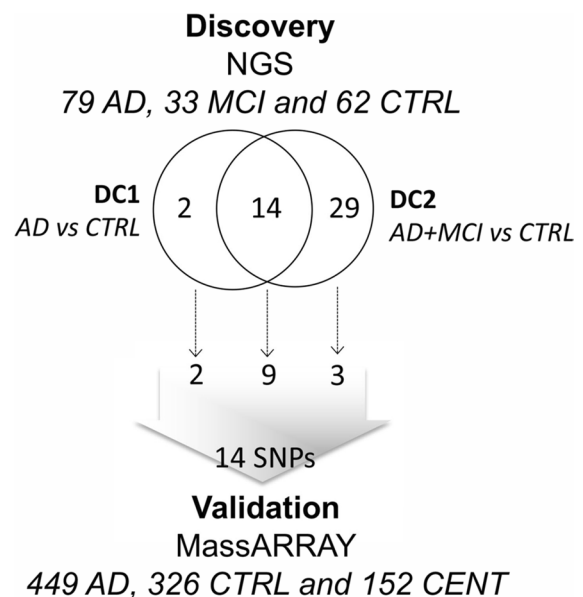 Discovery
NGS
79 AD, 33 MCI and 62 CTRL
DC1
AD vs CTRL
2
14
29
DC2
AD+MCI vs CTRL
2
9
3
14 SNPs
Validation
MassARRAY
449 AD, 326 CTRL and 152 CENT